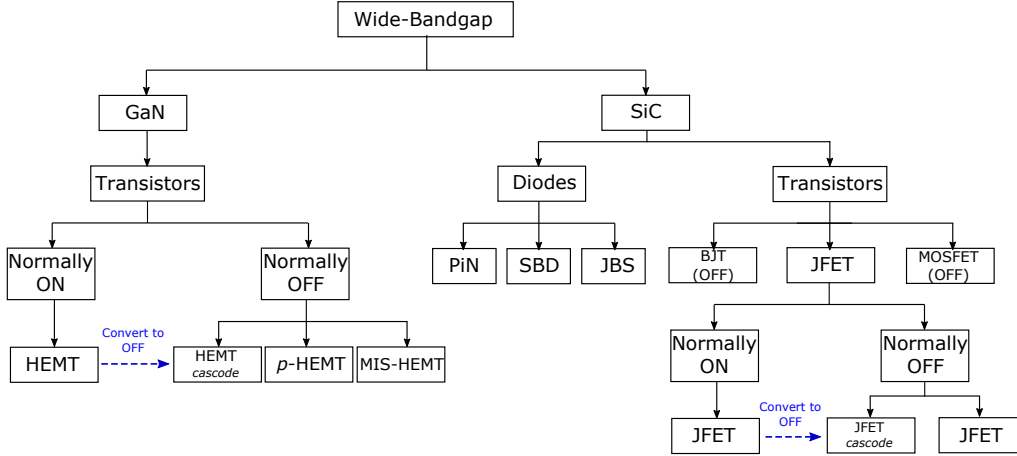 Wide-Bandgap
GaN
SiC
Transistors
Diodes
Transistors
Normally
ON
Normally
OFF
PiN
SBD
JBS
BJT
(OFF)
JFET
MOSFET
(OFF)
Convert to
OFF
HEMT
HEMT
cascode
p-HEMT
MIS-HEMT
Normally
ON
Normally
OFF
Convert to
OFF
JFET
JFET
cascode
JFET